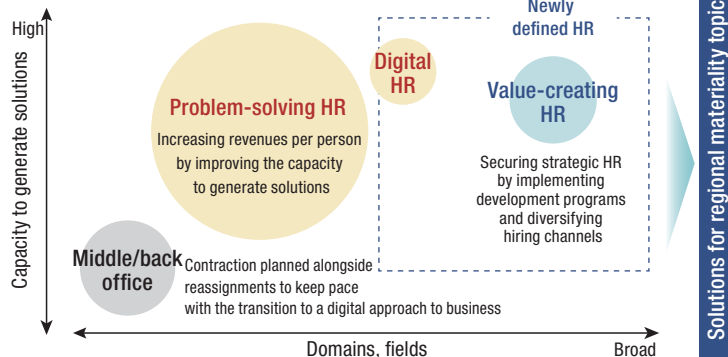 Newly
defined HR
High
Capacity to generate solutions
Digital
HR
Problem-solving HR
Increasing revenues per person
by improving the capacity
to generate solutions
Value-creating
HR
Securing strategic HR
by implementing
development programs
and diversifying
hiring channels
Middle/back
office
Contraction planned alongside
reassignments to keep pace
with the transition to a digital approach to business
Domains, fields
Broad
Solutions for regional materiality topic